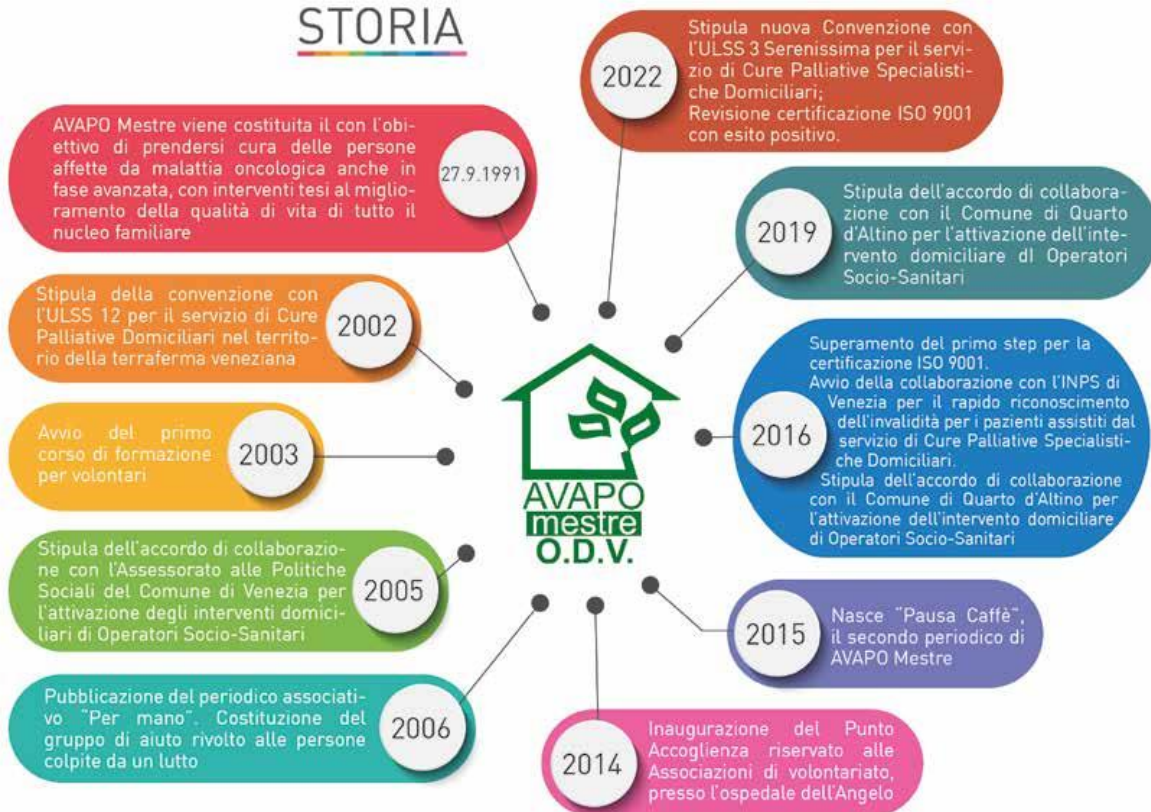 STORIA
AVAPO Mestre viene costituita il con l'obi-
ettivo di prendersi cura delle persone
affette da malattia oncologica anche in
fase avanzata, con interventi tesi al miglio-
ramento della qualità di vita di tutto il
nucleo familiare
27.9.1991
Stipula della convenzione con
l'ULSS 12 per il servizio di Cure
Palliative Domiciliari nel territo-
rio della terraferma veneziana
2002
Avvio del primo
corso di formazione
per volontari
2003
Stipula dell'accordo di collaborazio-
ne con l'Assessorato alle Politiche
Sociali del Comune di Venezia per
l'attivazione degli interventi domici-
liari di Operatori Socio-Sanitari
2005
Pubblicazione del periodico associati-
vo "Per mano". Costituzione del
gruppo di aiuto rivolto alle persone
colpite da un lutto
2006
AVAPO
mestre
O.D.V.
2014
Inaugurazione del Punto
Accoglienza riservato alle
Associazioni di volontariato,
presso l'ospedale dell'Angelo
2015
Nasce "Pausa Caffè",
il secondo periodico di
AVAPO Mestre
2016
Superamento del primo step per la
certificazione ISO 9001.
Avvio della collaborazione con l'INPS di
Venezia per il rapido riconoscimento
dell'invalidità per i pazienti assistiti dal
servizio di Cure Palliative Specialisti-
che Domiciliari.
Stipula dell'accordo di collaborazione
con il Comune di Quarto d'Altino per
l'attivazione dell'intervento domiciliare
di Operatori Socio-Sanitari
2019
Stipula dell'accordo di collabora-
zione con il Comune di Quarto
d'Altino per l'attivazione dell'inte-
rvento domiciliare dI Operatori
Socio-Sanitari
2022
Stipula nuova Convenzione con
l'ULSS 3 Serenissima per il servi-
zio di Cure Palliative Specialisti-
che Domiciliari;
Revisione certificazione ISO 9001
con esito positivo.